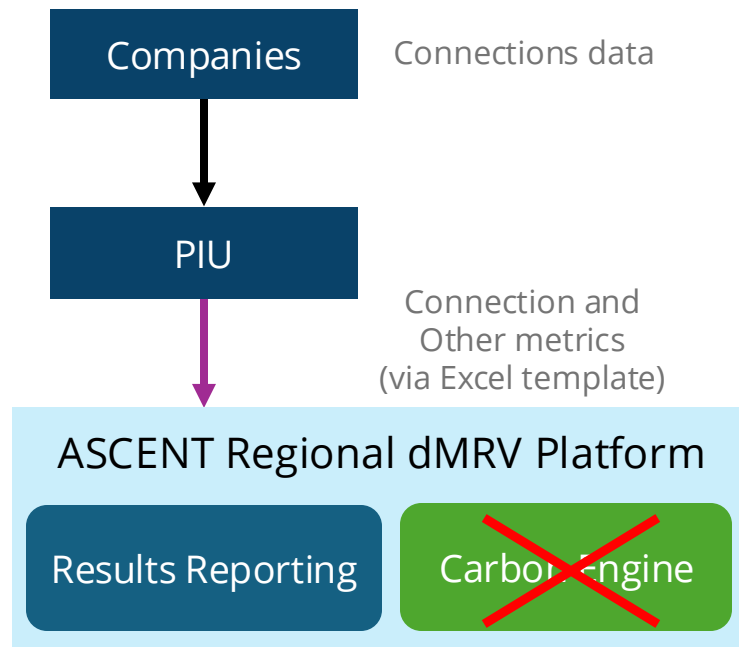 Companies
Connections data
PIU
Connection and
Other metrics
(via Excel template)
ASCENT Regional dMRV Platform
Results Reporting
Carbon Engine